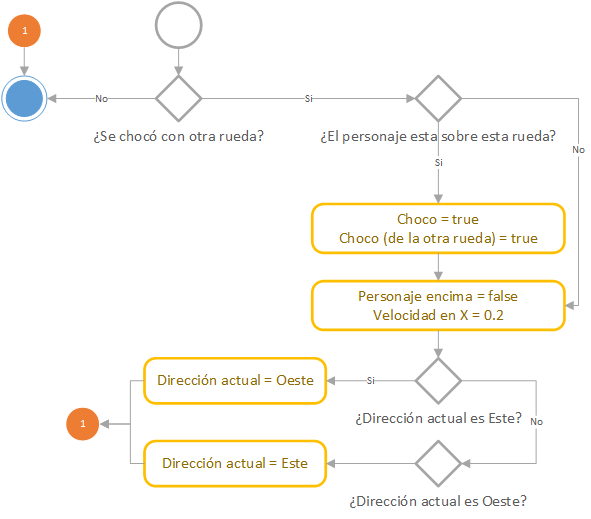 1
No
Si
¿Se chocó con otra rueda?
¿El personaje esta sobre esta rueda?
No
Si
Choco = true
Choco (de la otra rueda) = true
Personaje encima = false
Velocidad en X = 0.2
Dirección actual = Oeste
Si
¿Dirección actual es Este?
No
1
Dirección actual = Este
¿Dirección actual es Oeste?